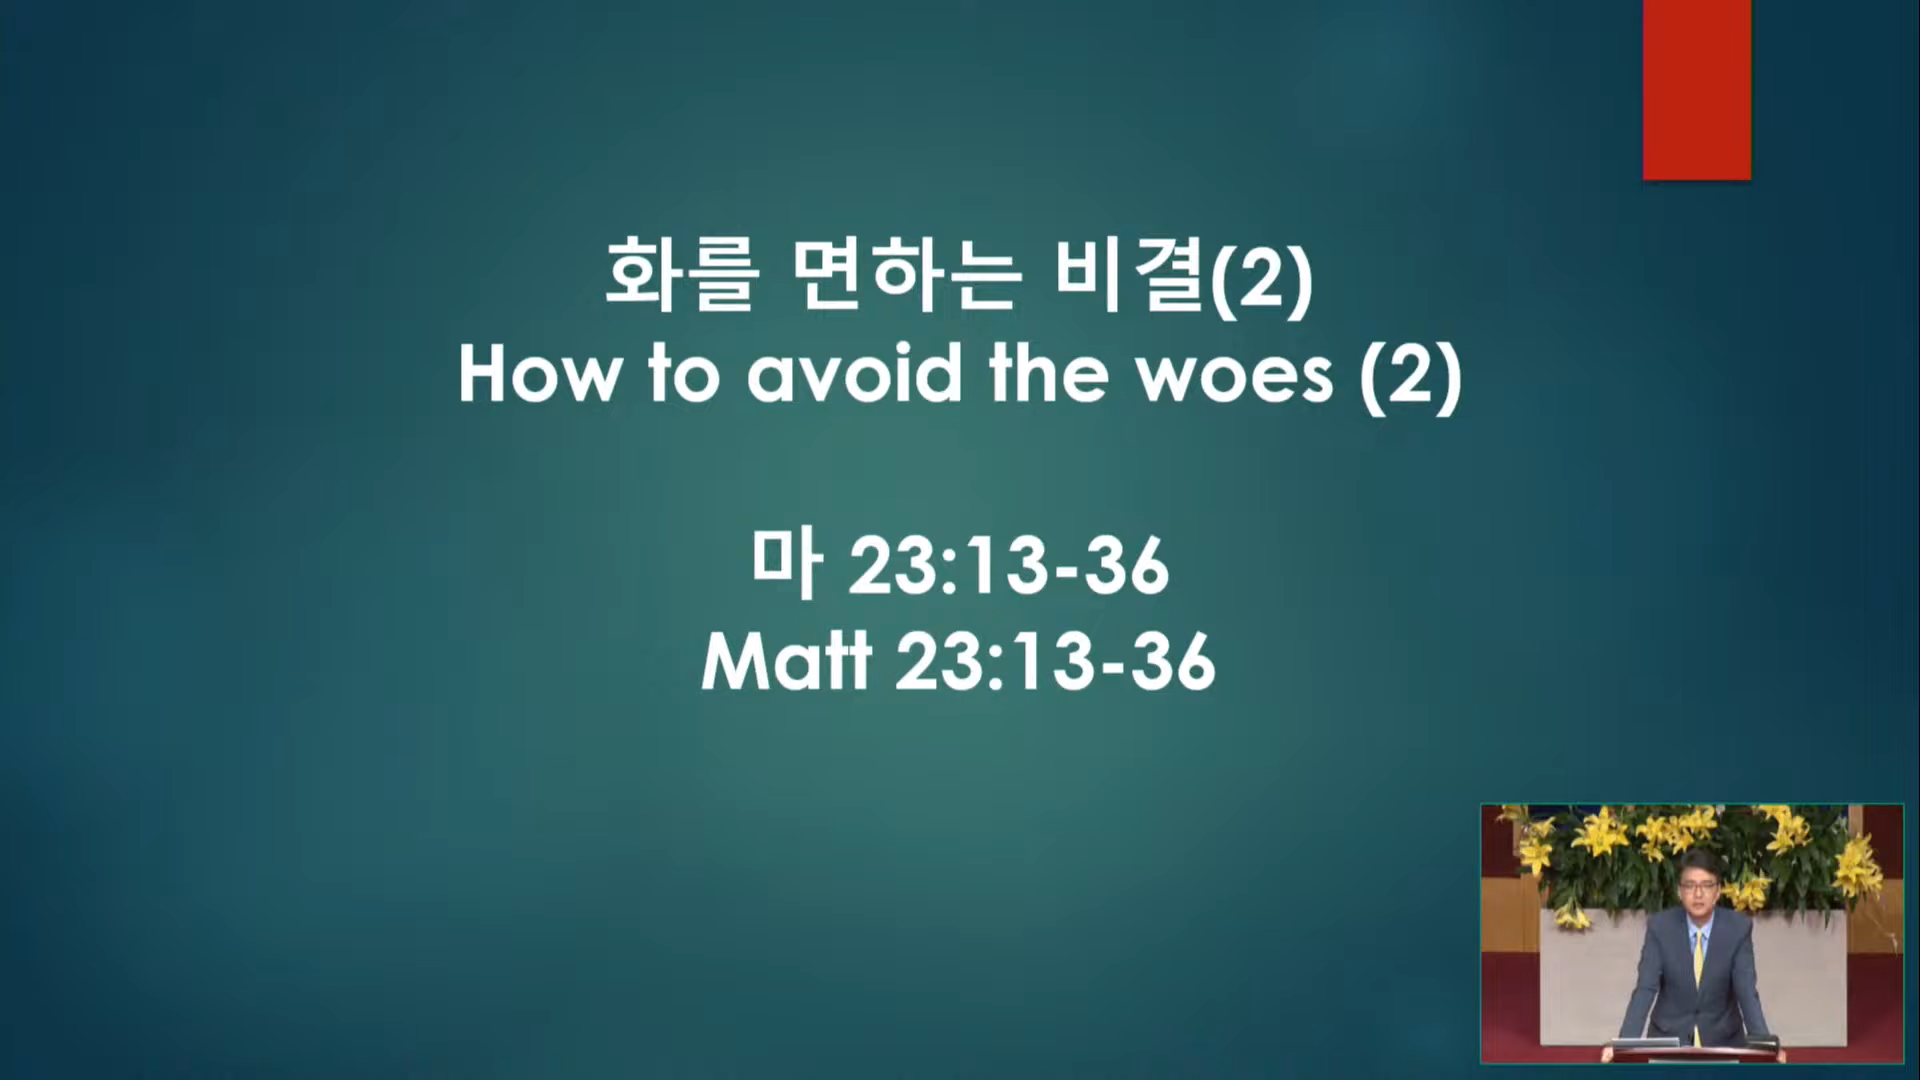 화를 면하는 비결(2)
How to avoid the woes (2)
마 23:13-36
Matt 23:13-36